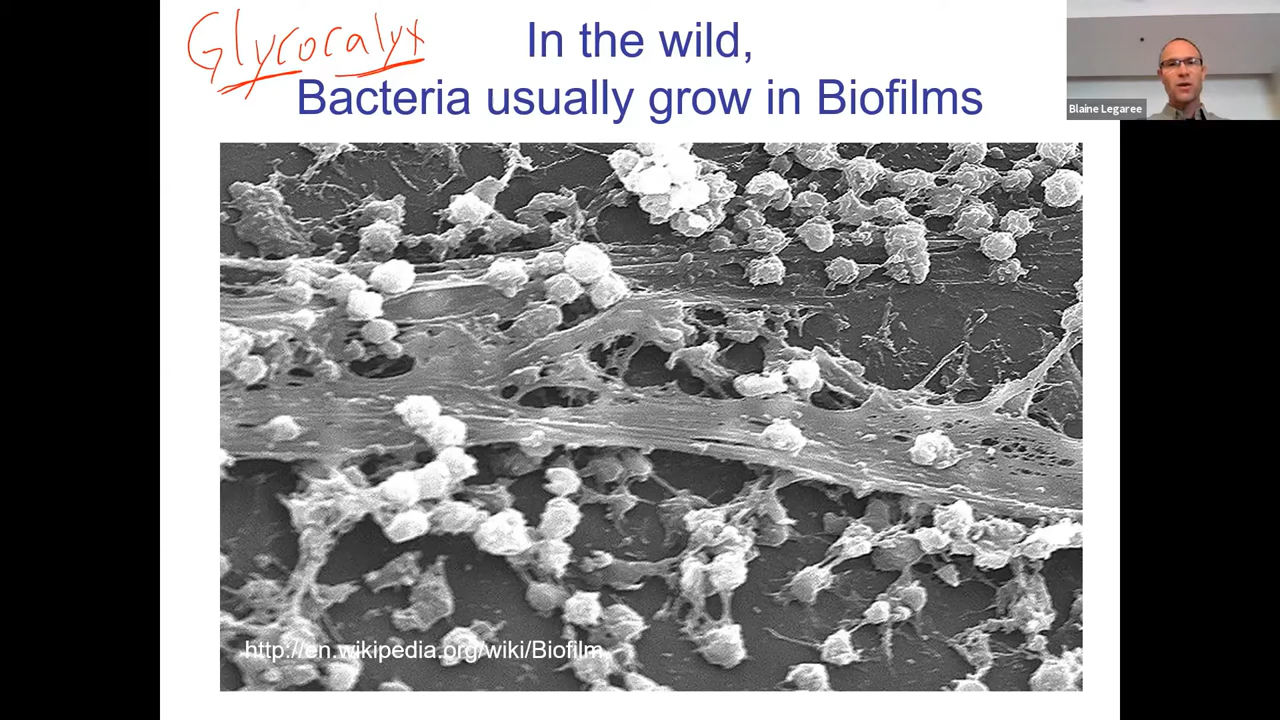 Glycocalyx
In the wild,
Bacteria usually grow in Biofilms
Blaine Legaree
http://en.wikipedia.org/wiki/Biofilm